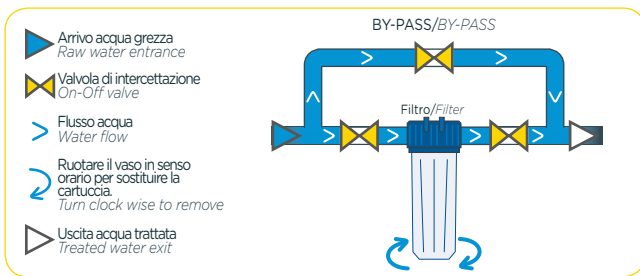 Arrivo acqua grezza
Raw water entrance
Valvola di intercettazione
On-Off valve
Flusso acqua
Water flow
Ruotare il vaso in senso
orario per sostituire la
cartuccia.
Turn clock wise to remove
Uscita acqua trattata
Treated water exit
BY-PASS/BY-PASS
Filtro/Filter